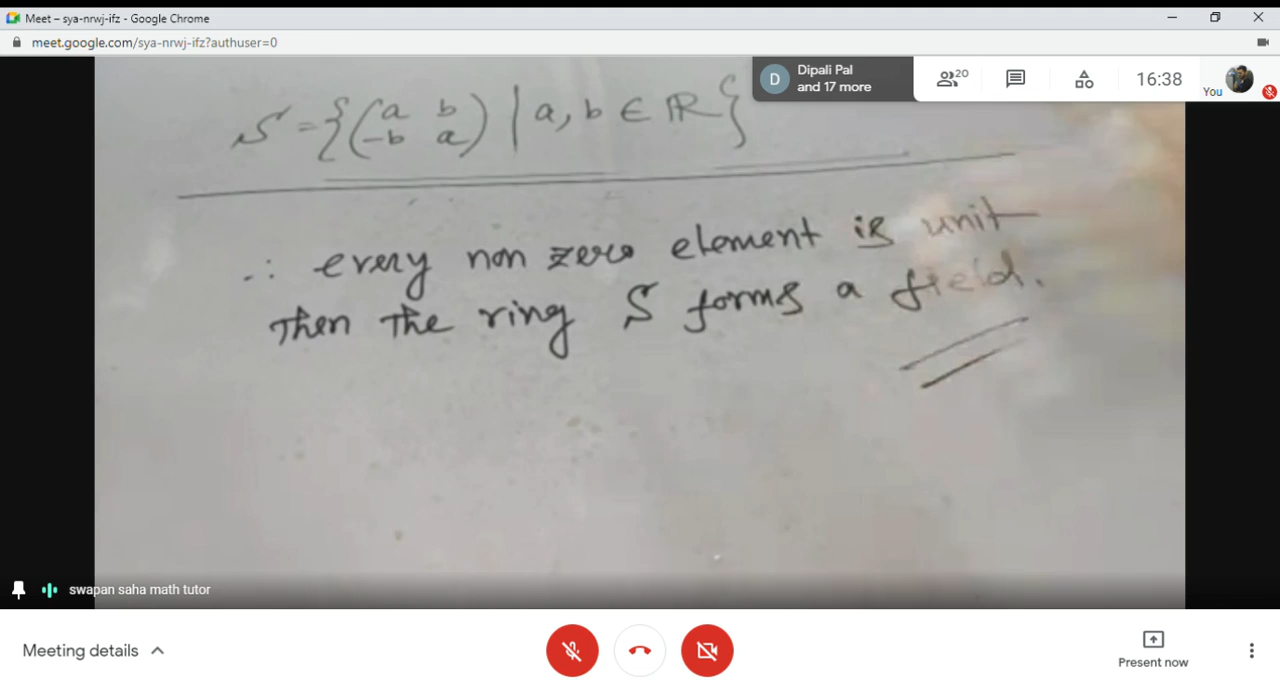 Meet – sya-nrwj-ifz - Google Chrome
meet.google.com/sya-nrwj-ifz?authuser=0
D
Dipali Pal
and 17 more
20
16:38
You
S = {(a b
-b a) | a, b ∈ ℝ}
∴ every non zero element is unit
Then the ring S forms a field.
swapan saha math tutor
Meeting details
Present now